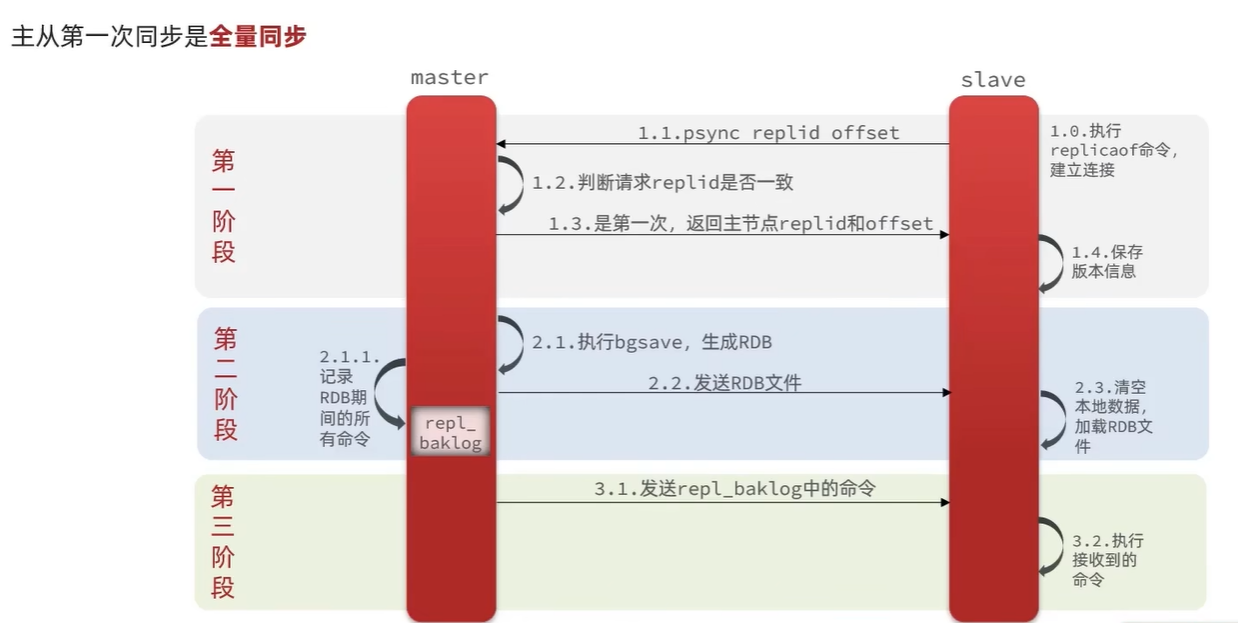 主从第一次同步是全量同步
master
slave
第一阶段
1.0.执行
replicaof命令,
建立连接
1.1.psync replid offset
1.2.判断请求replid是否一致
1.3.是第一次，返回主节点replid和offset
1.4.保存
版本信息
第二阶段
2.1.执行bgsave，生成RDB
2.1.1.
记录
RDB期
间的所
有命令
repl_
baklog
2.2.发送RDB文件
2.3.清空
本地数据，
加载RDB文
件
第三阶段
3.1.发送repl_baklog中的命令
3.2.执行
接收到的
命令